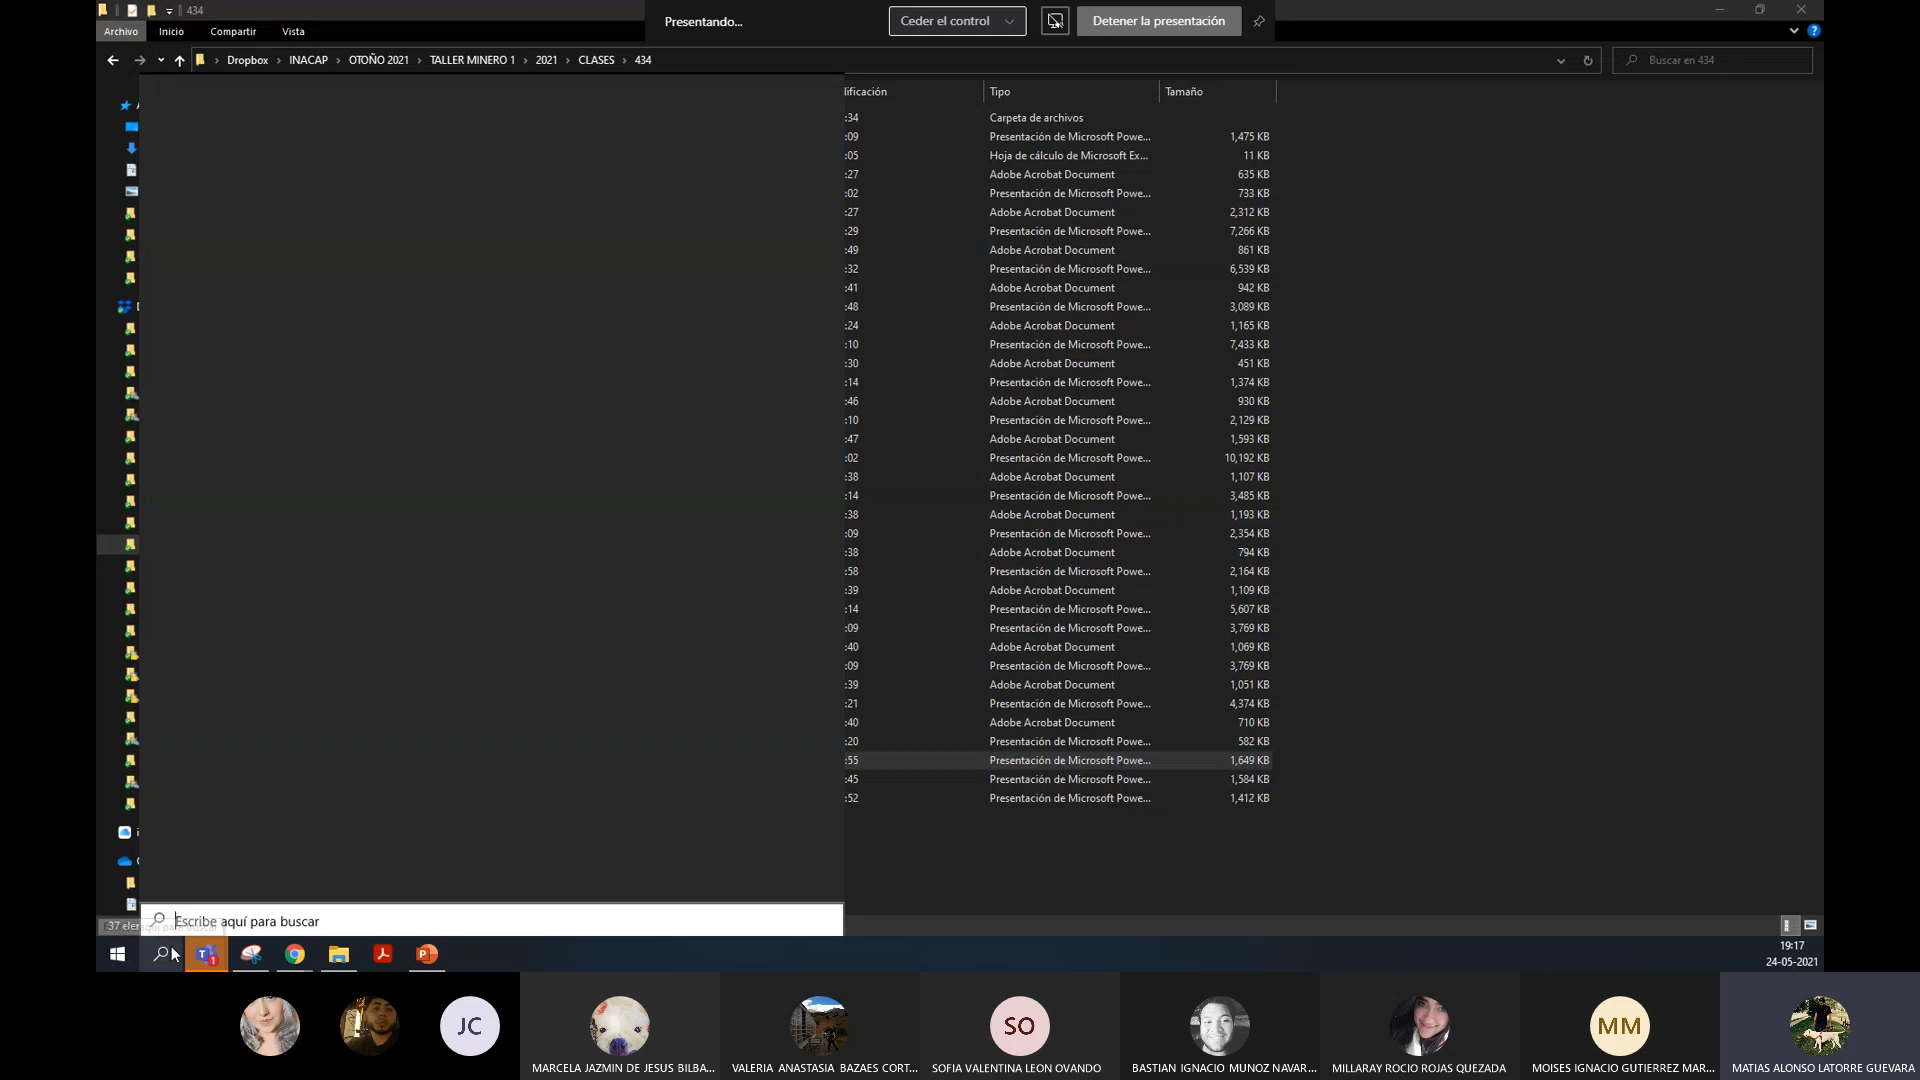 434
Presentando...
Ceder el control
Detener la presentación
Archivo Inicio Compartir Vista
Dropbox > INACAP > OTOÑO 2021 > TALLER MINERO 1 > 2021 > CLASES > 434
Buscar en 434
Tipo Tamaño
:34 Carpeta de archivos
:09 Presentación de Microsoft Powe... 1,475 KB
:05 Hoja de cálculo de Microsoft Ex... 11 KB
:27 Adobe Acrobat Document 635 KB
:02 Presentación de Microsoft Powe... 733 KB
:27 Adobe Acrobat Document 2,312 KB
:29 Presentación de Microsoft Powe... 7,266 KB
:49 Adobe Acrobat Document 861 KB
:32 Presentación de Microsoft Powe... 6,539 KB
:41 Adobe Acrobat Document 942 KB
:48 Presentación de Microsoft Powe... 3,089 KB
:24 Adobe Acrobat Document 1,165 KB
:10 Presentación de Microsoft Powe... 7,433 KB
:30 Adobe Acrobat Document 451 KB
:14 Presentación de Microsoft Powe... 1,374 KB
:46 Adobe Acrobat Document 930 KB
:10 Presentación de Microsoft Powe... 2,129 KB
:47 Adobe Acrobat Document 1,593 KB
:02 Presentación de Microsoft Powe... 10,192 KB
:38 Adobe Acrobat Document 1,107 KB
:14 Presentación de Microsoft Powe... 3,485 KB
:38 Adobe Acrobat Document 1,193 KB
:09 Presentación de Microsoft Powe... 2,354 KB
:38 Adobe Acrobat Document 794 KB
:58 Presentación de Microsoft Powe... 2,164 KB
:39 Adobe Acrobat Document 1,109 KB
:14 Presentación de Microsoft Powe... 5,607 KB
:09 Presentación de Microsoft Powe... 3,769 KB
:40 Adobe Acrobat Document 1,069 KB
:09 Presentación de Microsoft Powe... 3,769 KB
:39 Adobe Acrobat Document 1,051 KB
:21 Presentación de Microsoft Powe... 4,374 KB
:40 Adobe Acrobat Document 710 KB
:20 Presentación de Microsoft Powe... 582 KB
:55 Presentación de Microsoft Powe... 1,649 KB
:45 Presentación de Microsoft Powe... 1,584 KB
:52 Presentación de Microsoft Powe... 1,412 KB
Escribe aquí para buscar
37
19:17
24-05-2021
JC SO MM
MARCELA JAZMIN DE JESUS BILBA... VALERIA ANASTASIA BAZAES CORT... SOFIA VALENTINA LEON OVANDO BASTIAN IGNACIO MUNOZ NAVAR... MILLARAY ROCIO ROJAS QUEZADA MOISES IGNACIO GUTIERREZ MAR... MATIAS ALONSO LATORRE GUEVARA